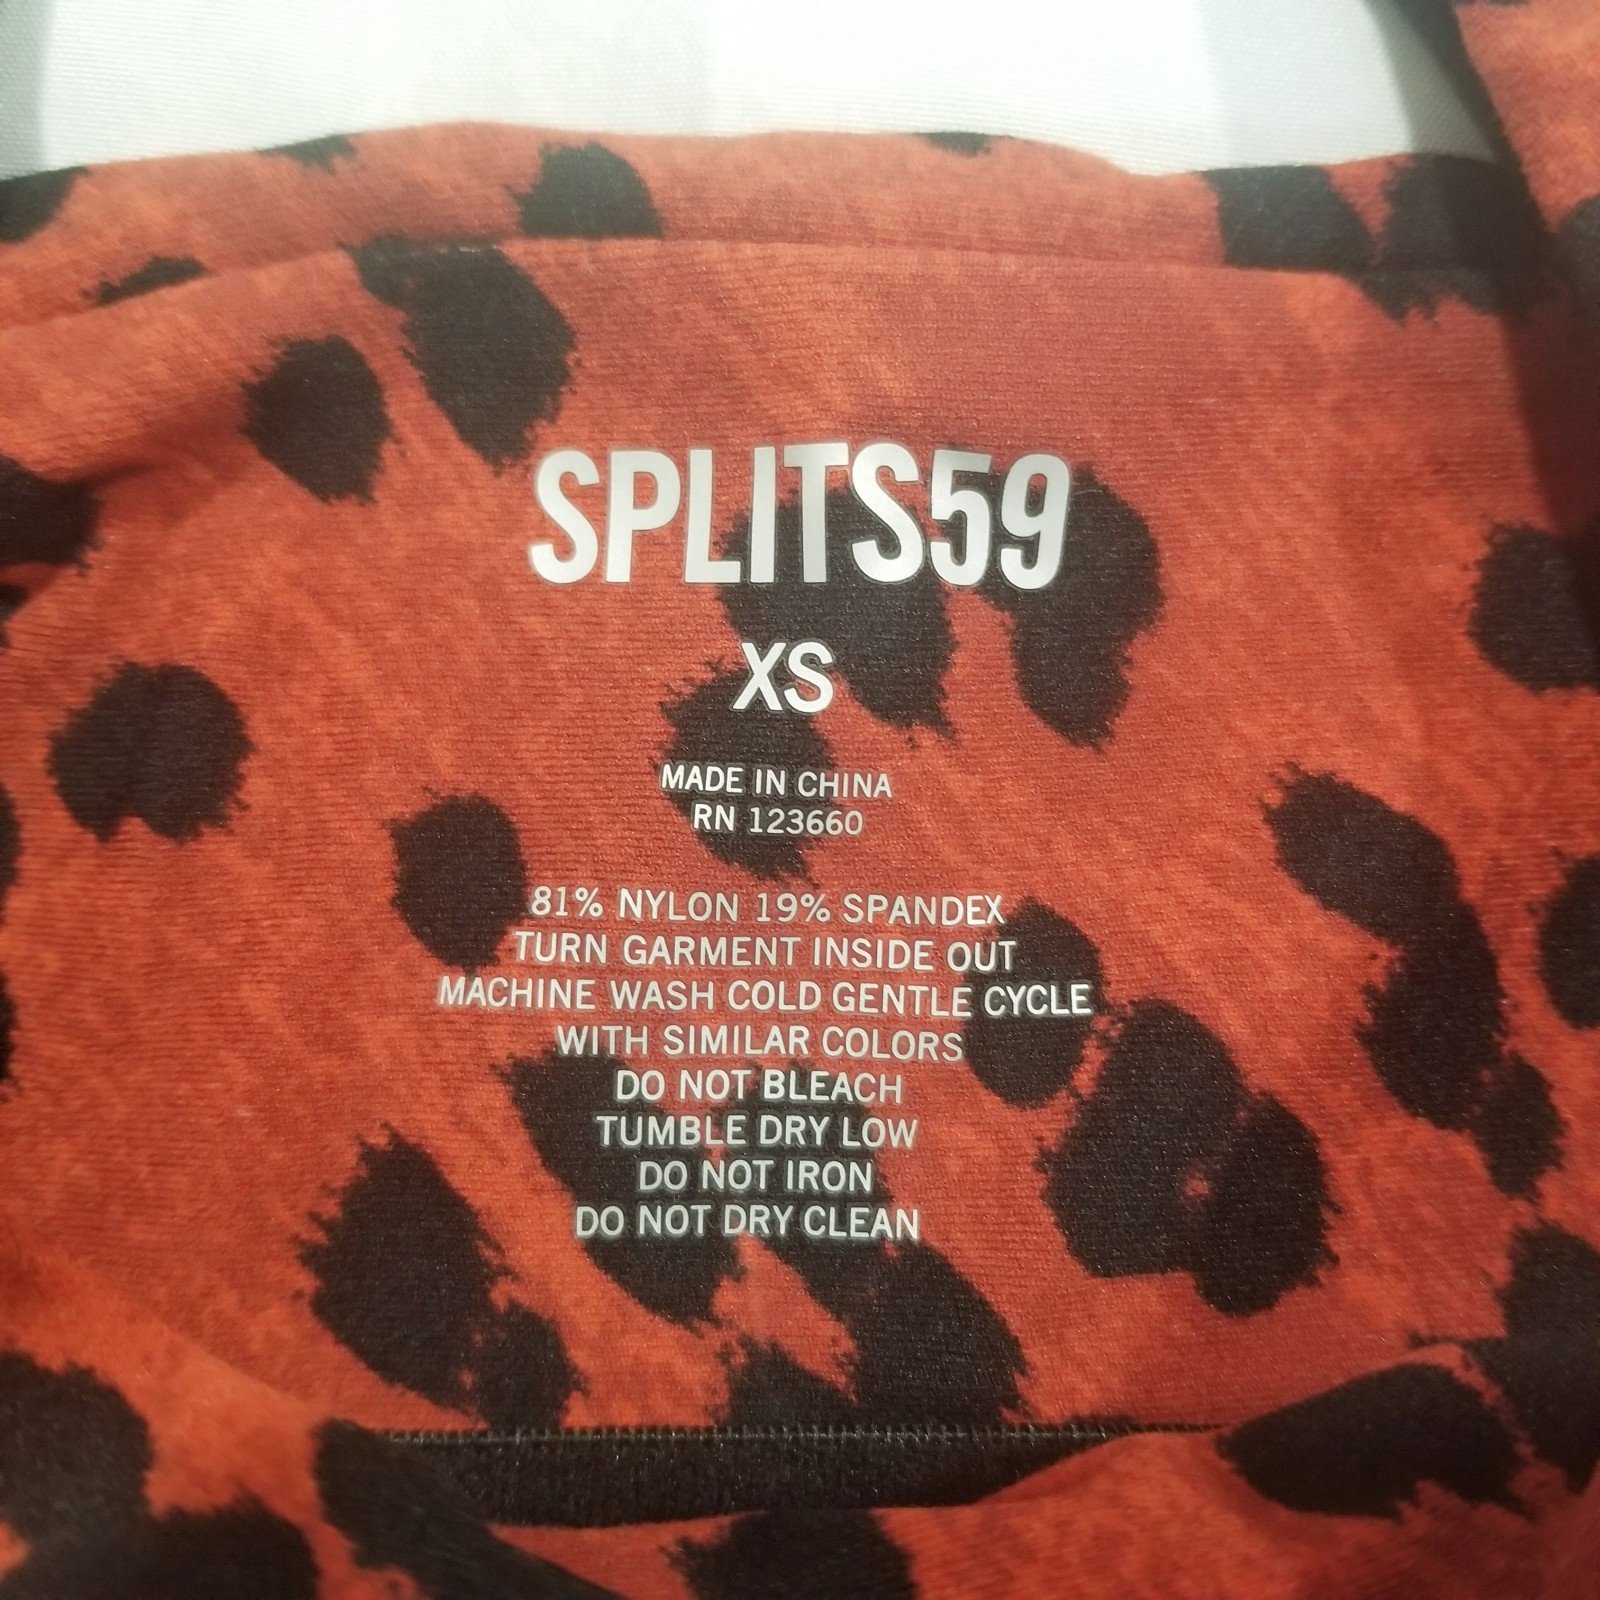 SPLITS59
XS
MADE IN CHINA
RN 123660
81% NYLON 19% SPANDEX
TURN GARMENT INSIDE OUT
MACHINE WASH COLD GENTLE CYCLE
WITH SIMILAR COLORS
DO NOT BLEACH
TUMBLE DRY LOW
DO NOT IRON
DO NOT DRY CLEAN